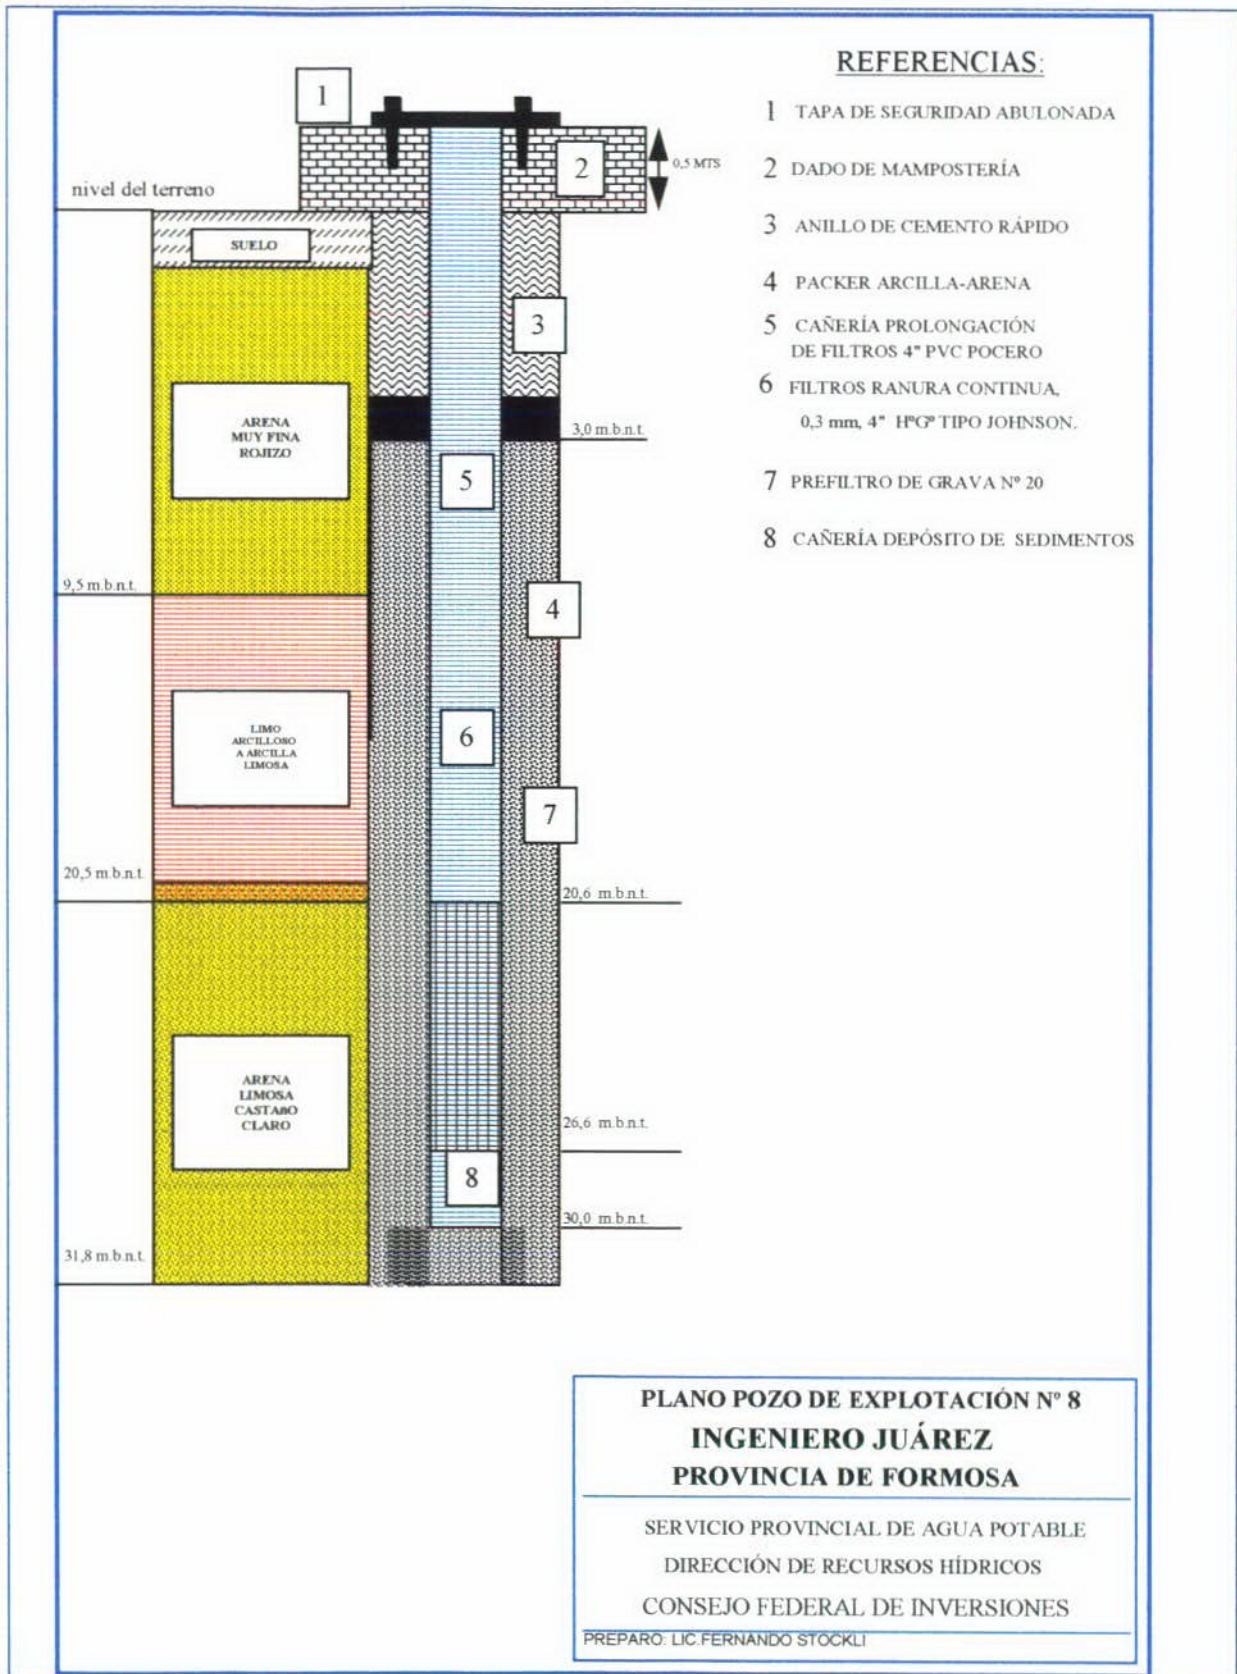 REFERENCIAS:
1 TAPA DE SEGURIDAD ABULONADA
2 DADO DE MAMPOSTERÍA
3 ANILLO DE CEMENTO RÁPIDO
4 PACKER ARCILLA-ARENA
5 CAÑERÍA PROLONGACIÓN
DE FILTROS 4" PVC POCERO
6 FILTROS RANURA CONTINUA,
0,3 mm, 4" HºGº TIPO JOHNSON.
7 PREFILTRO DE GRAVA Nº 20
8 CAÑERÍA DEPÓSITO DE SEDIMENTOS
1
2
0,5 MTS
nivel del terreno
SUELO
3
ARENA
MUY FINA
ROJIZO
3,0 m.b.n.t.
5
9,5 m.b.n.t.
4
LIMO
ARCILLOSO
A ARCILLA
LIMOSA
6
7
20,5 m.b.n.t.
20,6 m.b.n.t.
ARENA
LIMOSA
CASTAñO
CLARO
26,6 m.b.n.t.
8
30,0 m.b.n.t.
31,8 m.b.n.t.
PLANO POZO DE EXPLOTACIÓN Nº 8
INGENIERO JUÁREZ
PROVINCIA DE FORMOSA
SERVICIO PROVINCIAL DE AGUA POTABLE
DIRECCIÓN DE RECURSOS HÍDRICOS
CONSEJO FEDERAL DE INVERSIONES
PREPARO: LIC.FERNANDO STOCKLI